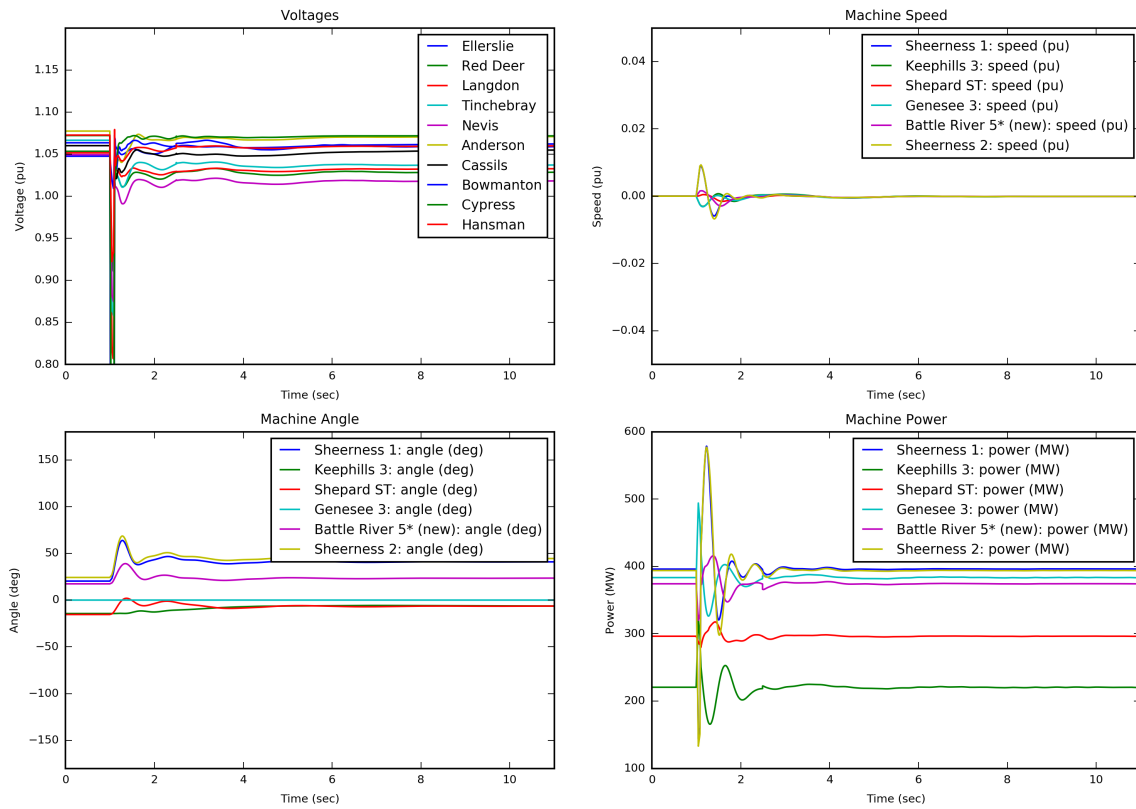 Voltages
Voltage (pu)
1.15
1.10
1.05
1.00
0.95
0.90
0.85
0.80
Ellerslie
Red Deer
Langdon
Tinchebray
Nevis
Anderson
Cassils
Bowmanton
Cypress
Hansman
0 2 4 6 8 10
Time (sec)
Machine Speed
Speed (pu)
0.04
0.02
0.00
−0.02
−0.04
Sheerness 1: speed (pu)
Keephills 3: speed (pu)
Shepard ST: speed (pu)
Genesee 3: speed (pu)
Battle River 5* (new): speed (pu)
Sheerness 2: speed (pu)
0 2 4 6 8 10
Time (sec)
Machine Angle
Angle (deg)
150
100
50
0
−50
−100
−150
Sheerness 1: angle (deg)
Keephills 3: angle (deg)
Shepard ST: angle (deg)
Genesee 3: angle (deg)
Battle River 5* (new): angle (deg)
Sheerness 2: angle (deg)
0 2 4 6 8 10
Time (sec)
Machine Power
Power (MW)
600
500
400
300
200
100
Sheerness 1: power (MW)
Keephills 3: power (MW)
Shepard ST: power (MW)
Genesee 3: power (MW)
Battle River 5* (new): power (MW)
Sheerness 2: power (MW)
0 2 4 6 8 10
Time (sec)